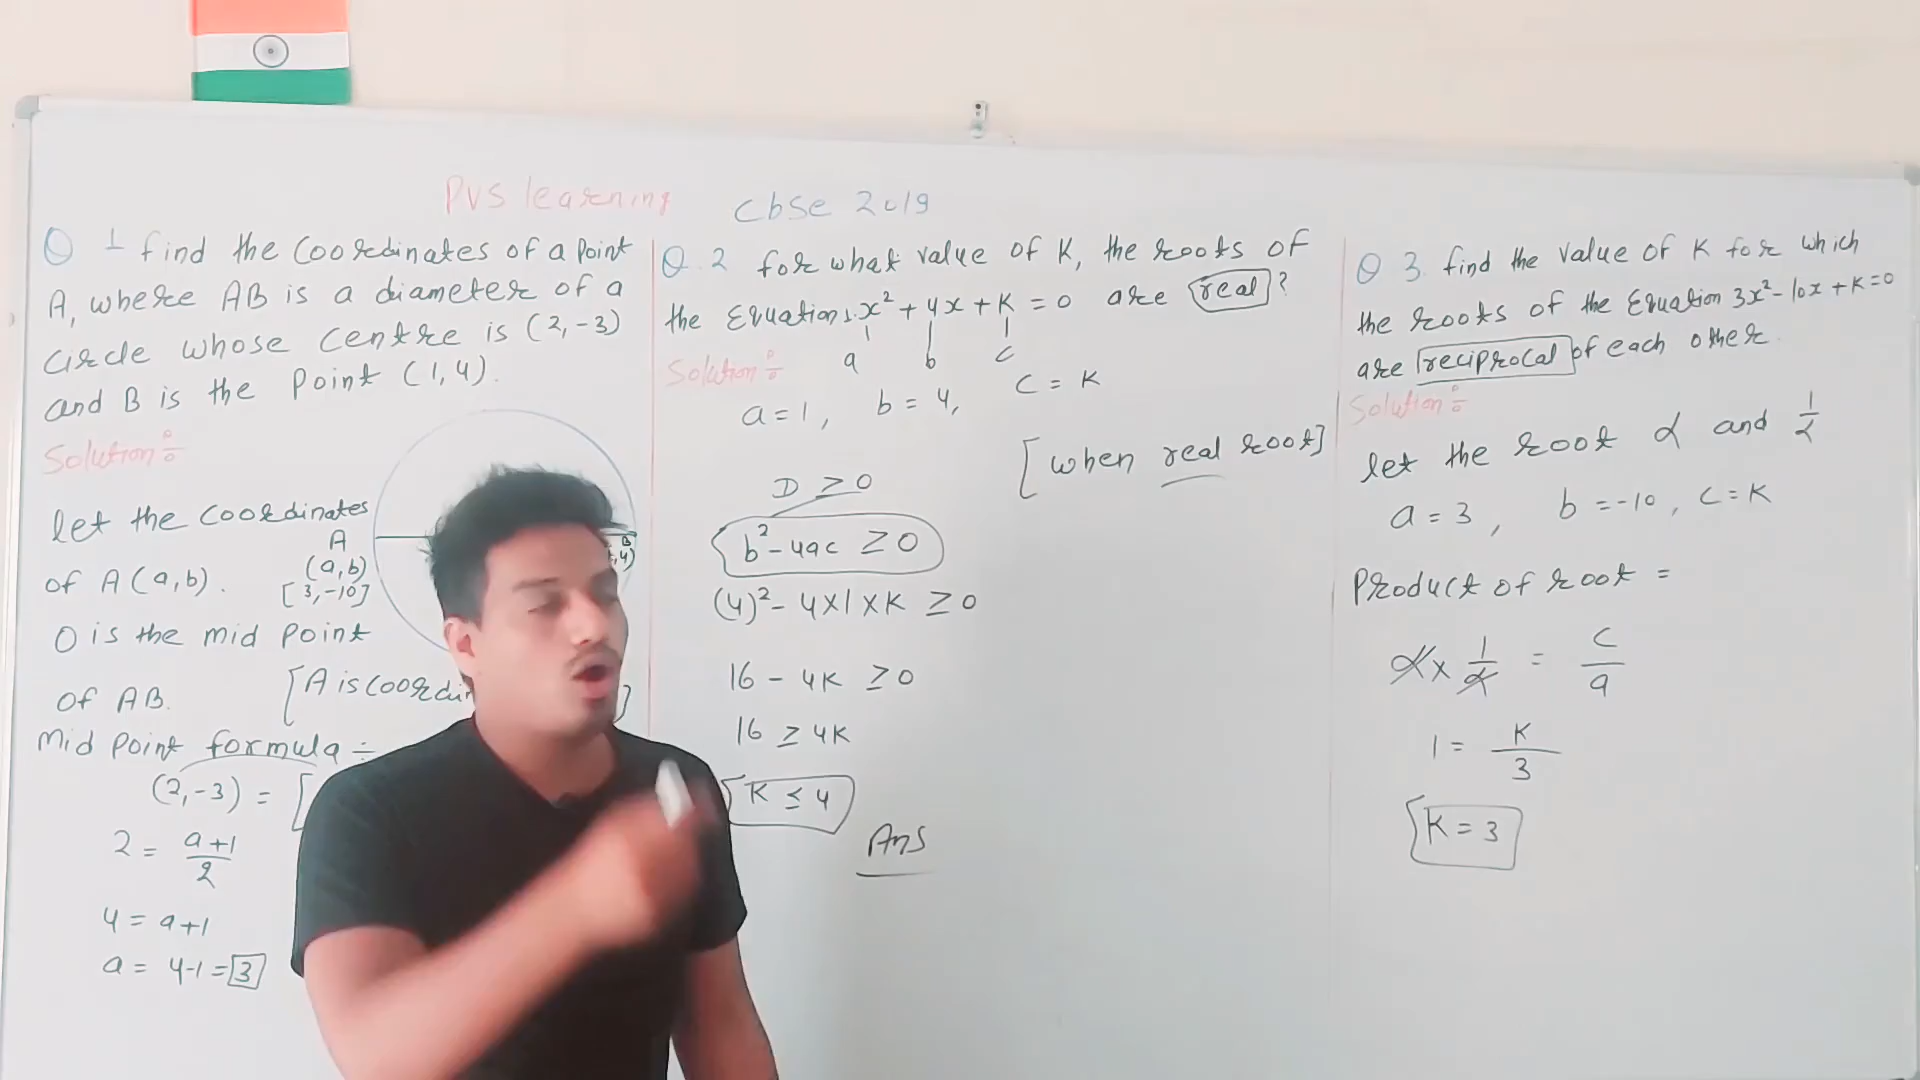 PVS learning
Cbse 2019
Q 1 find the coordinates of a point
A, where AB is a diameter of a
circle whose centre is (2,-3)
and B is the point (1,4).
Solution:
let the coordinates
of A(a,b).
O is the mid point
of AB.
A
(a,b)
[3,-10]
B
,4)
[A is coordi
]
Mid point formula ÷
(2,-3) = [
2 = a+1/2
4 = a+1
a = 4-1 = 3
Q.2 for what value of K, the roots of
the Equation 1.x² + 4x + K = 0 are real?
a b c
Solution:
a = 1, b = 4, c = K
D ≥ 0 [when real root]
b² - 4ac ≥ 0
(4)² - 4×1×K ≥ 0
16 - 4K ≥ 0
16 ≥ 4K
K ≤ 4
Ans
Q 3. find the value of K for which
the roots of the Equation 3x² - 10x + K = 0
are reciprocal of each other.
Solution:
let the root α and 1/α
a = 3, b = -10, c = K
Product of root =
α × 1/α = c/a
1 = K/3
K = 3